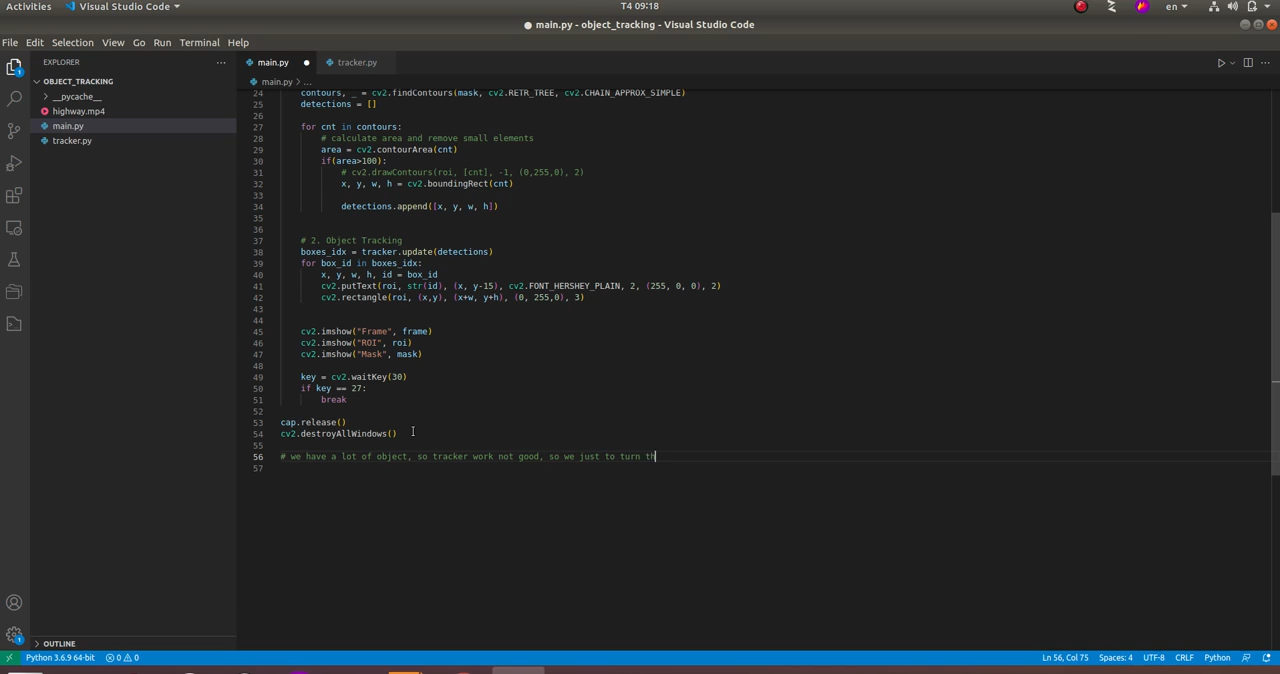 Activities Visual Studio Code T4 09:18 en
main.py - object_tracking - Visual Studio Code
File Edit Selection View Go Run Terminal Help
EXPLORER ··· main.py tracker.py
OBJECT_TRACKING main.py > ...
__pycache__
highway.mp4
main.py
tracker.py
24 contours, _ = cv2.findContours(mask, cv2.RETR_TREE, cv2.CHAIN_APPROX_SIMPLE)
25 detections = []
26
27 for cnt in contours:
28 # calculate area and remove small elements
29 area = cv2.contourArea(cnt)
30 if(area>100):
31 # cv2.drawContours(roi, [cnt], -1, (0,255,0), 2)
32 x, y, w, h = cv2.boundingRect(cnt)
33
34 detections.append([x, y, w, h])
35
36
37 # 2. Object Tracking
38 boxes_idx = tracker.update(detections)
39 for box_id in boxes_idx:
40 x, y, w, h, id = box_id
41 cv2.putText(roi, str(id), (x, y-15), cv2.FONT_HERSHEY_PLAIN, 2, (255, 0, 0), 2)
42 cv2.rectangle(roi, (x,y), (x+w, y+h), (0, 255,0), 3)
43
44
45 cv2.imshow("Frame", frame)
46 cv2.imshow("ROI", roi)
47 cv2.imshow("Mask", mask)
48
49 key = cv2.waitKey(30)
50 if key == 27:
51 break
52
53 cap.release()
54 cv2.destroyAllWindows()
55
56 # we have a lot of object, so tracker work not good, so we just to turn th
57
OUTLINE
Python 3.6.9 64-bit 0 0 Ln 56, Col 75 Spaces: 4 UTF-8 CRLF Python